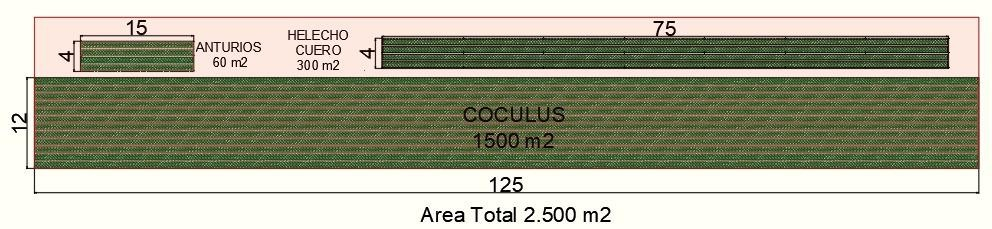 15
4
ANTURIOS
60 m2
HELECHO
CUERO
300 m2
4
75
12
COCULUS
1500 m2
125
Area Total 2.500 m2